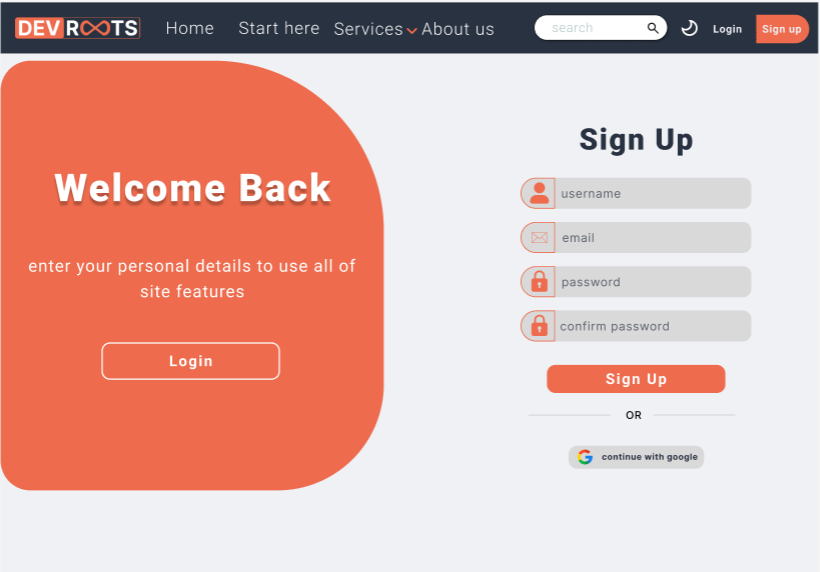 DEV ROOTS
Home Start here Services About us search Login Sign up
Welcome Back
enter your personal details to use all of
site features
Login
Sign Up
username
email
password
confirm password
Sign Up
OR
continue with google